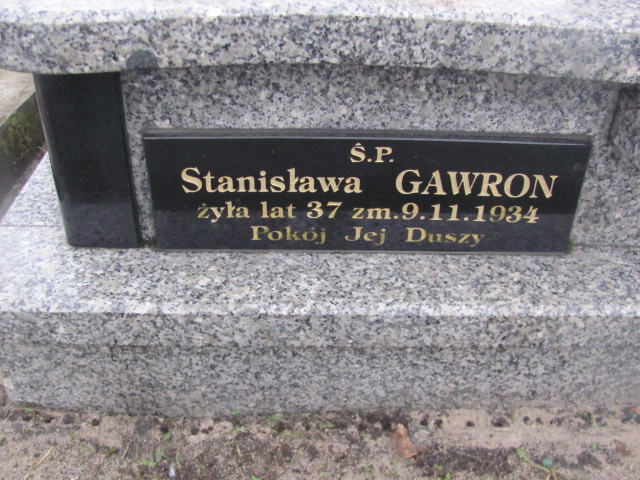 Ś.P.
Stanisława GAWRON
żyła lat 37 zm.9.11.1934
Pokój Jej Duszy